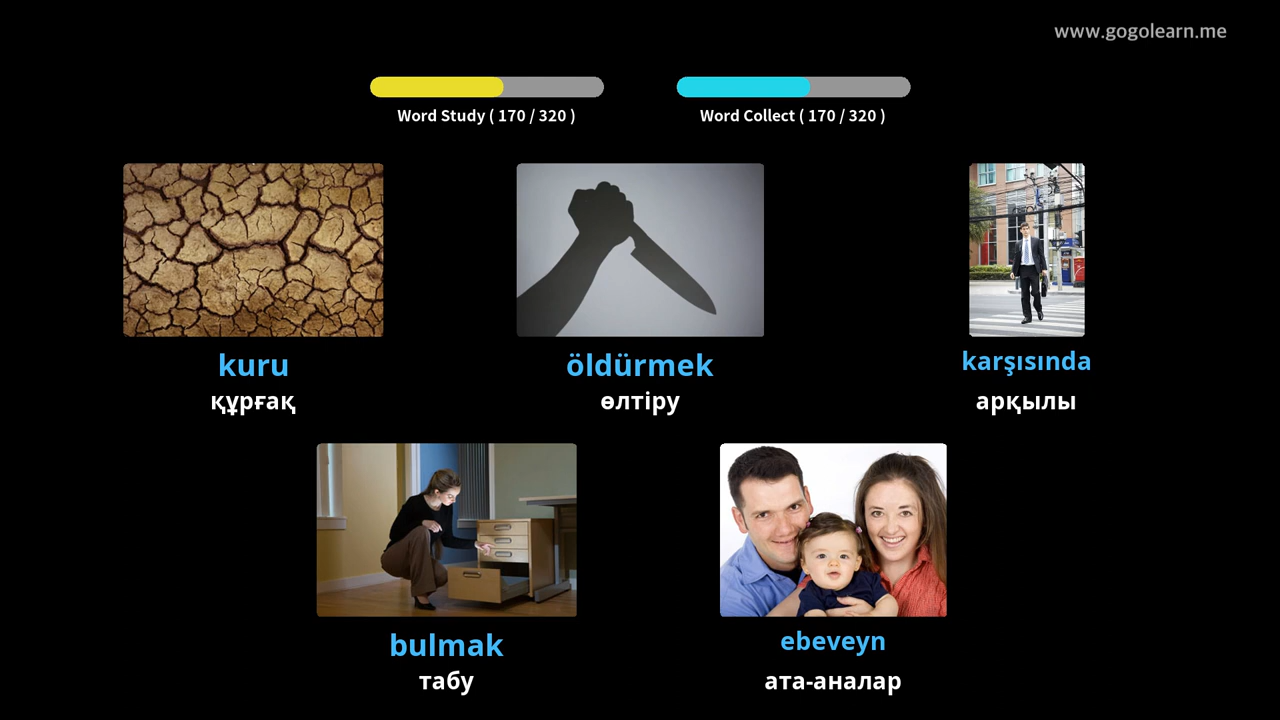 www.gogolearn.me
Word Study ( 170 / 320 )
Word Collect ( 170 / 320 )
kuru
құрғақ
öldürmek
өлтіру
karşısında
арқылы
bulmak
табу
ebeveyn
ата-аналар